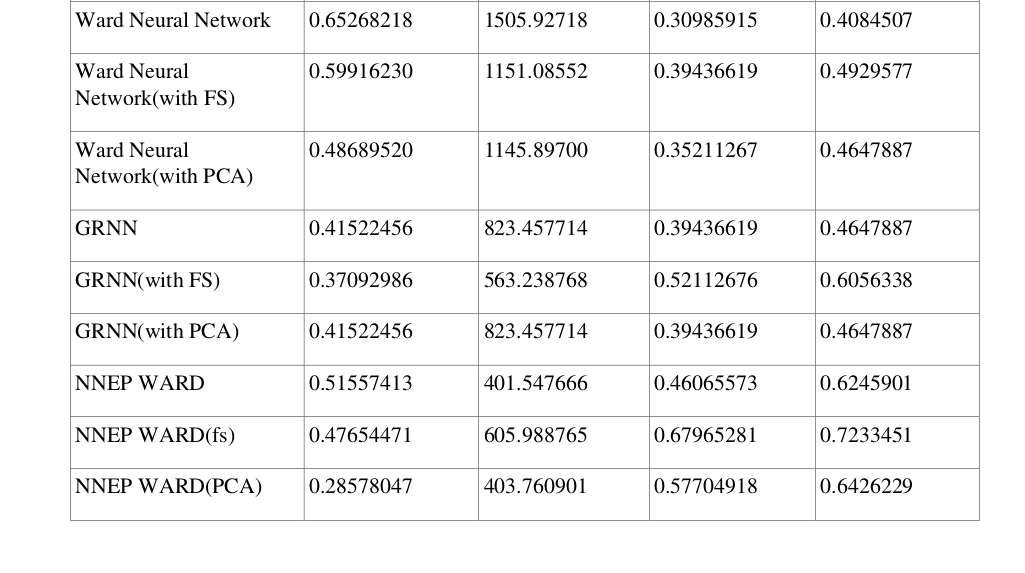 Ward Neural Network 0.65268218 1505.92718 0.30985915 0.4084507
Ward Neural 0.59916230 1151.08552 0.39436619 0.4929577
Network(with FS)
Ward Neural 0.48689520 1145.89700 0.35211267 0.4647887
Network(with PCA)
GRNN 0.41522456 823.457714 0.39436619 0.4647887
GRNN(with FS) 0.37092986 563.238768 0.52112676 0.6056338
GRNN(with PCA) 0.41522456 823.457714 0.39436619 0.4647887
NNEP WARD 0.51557413 401.547666 0.46065573 0.6245901
NNEP WARD(fs) 0.47654471 605.988765 0.67965281 0.7233451
NNEP WARD(PCA) 0.28578047 403.760901 0.57704918 0.6426229